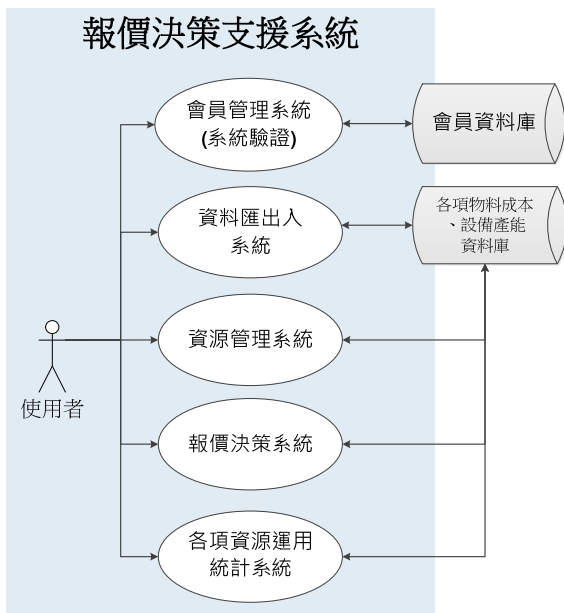 報價決策支援系統
會員管理系統
(系統驗證)
會員資料庫
資料匯出入
系統
各項物料成本
、設備產能
資料庫
資源管理系統
使用者
報價決策系統
各項資源運用
統計系統